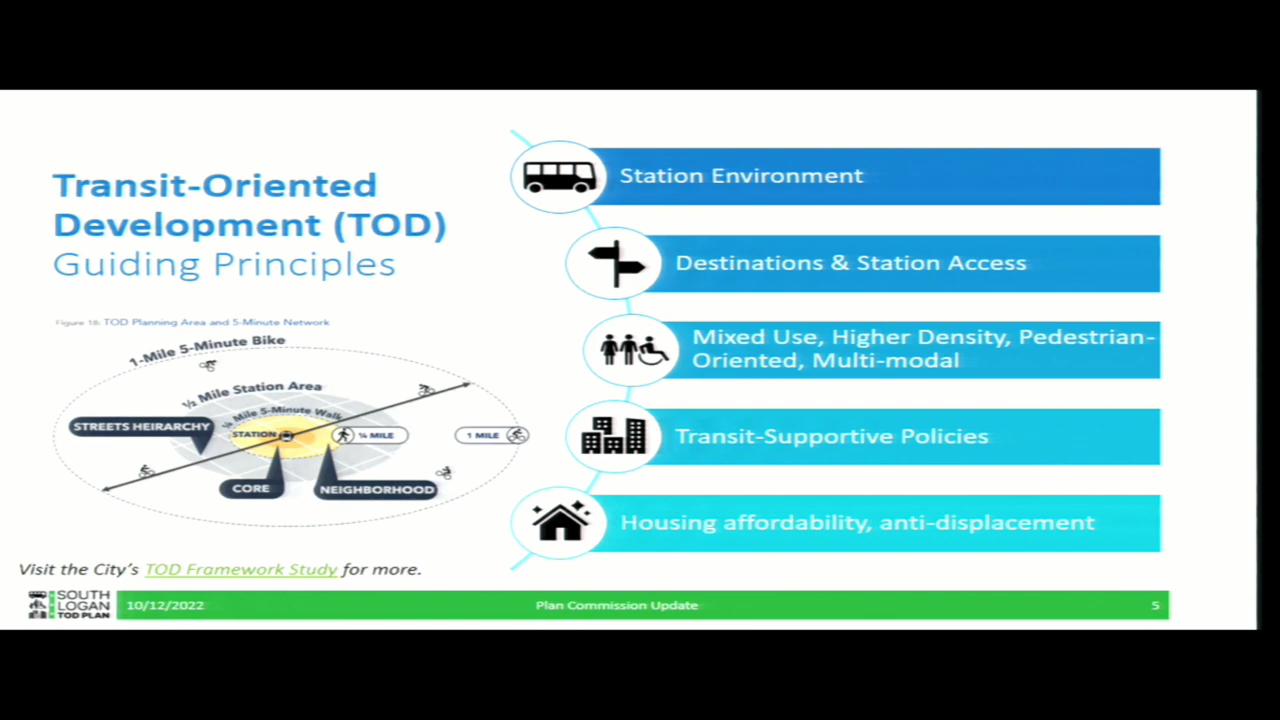 Transit-Oriented
Development (TOD)
Guiding Principles
Figure 18: TOD Planning Area and 5-Minute Network
1-Mile 5-Minute Bike
½ Mile Station Area
¼ Mile 5-Minute Walk
STREETS HEIRARCHY
STATION
¼ MILE
1 MILE
CORE
NEIGHBORHOOD
Visit the City's TOD Framework Study for more.
Station Environment
Destinations & Station Access
Mixed Use, Higher Density, Pedestrian-
Oriented, Multi-modal
Transit-Supportive Policies
Housing affordability, anti-displacement
SOUTH
LOGAN
TOD PLAN
10/12/2022
Plan Commission Update
5